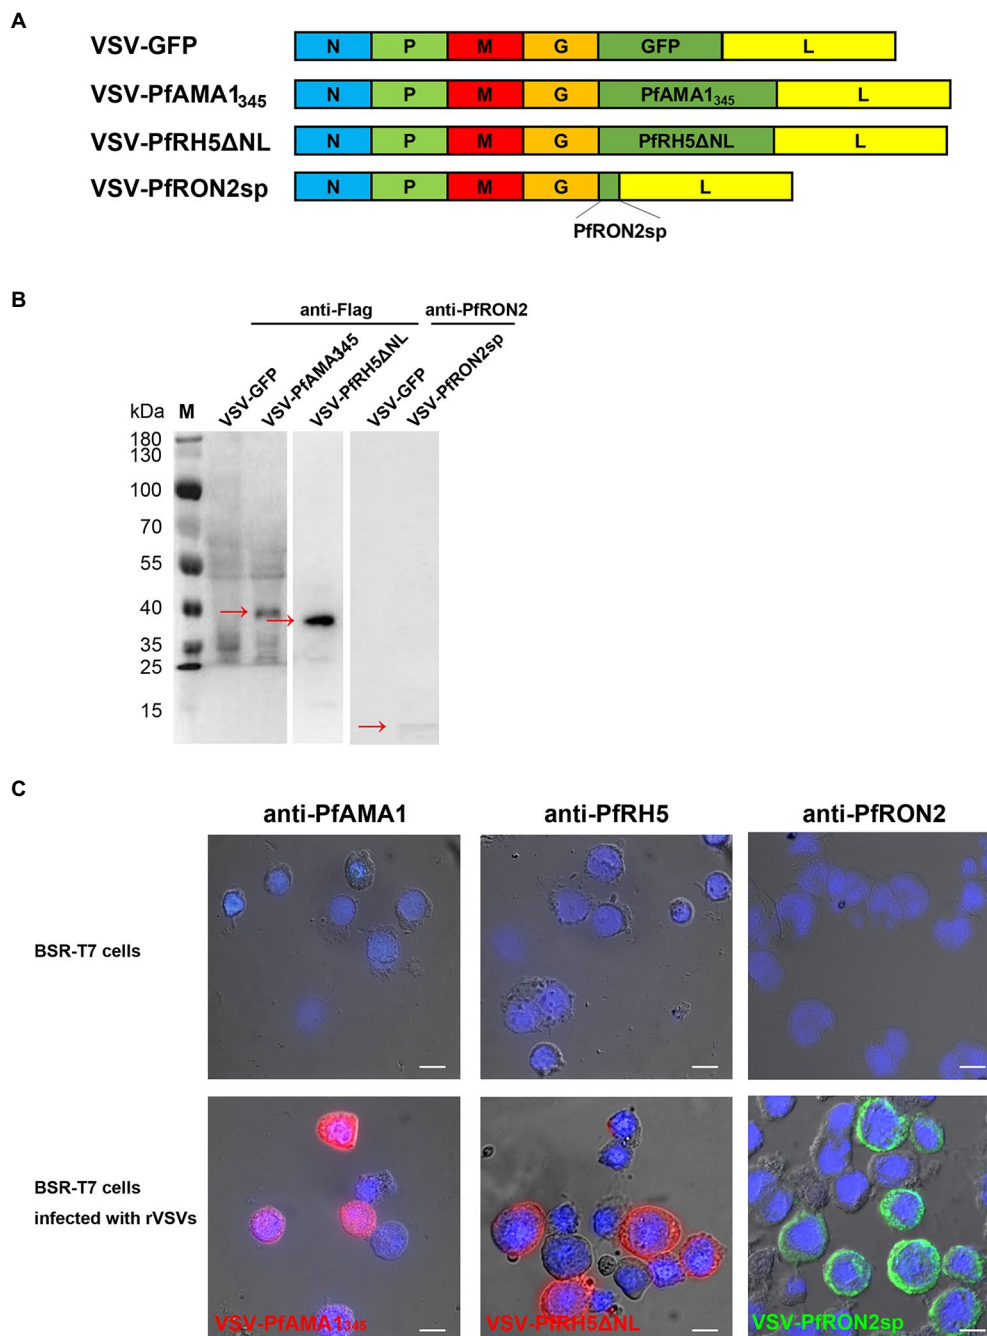 A
VSV-GFP N P M G GFP L
VSV-PfAMA1345 N P M G PfAMA1345 L
VSV-PfRH5ΔNL N P M G PfRH5ΔNL L
VSV-PfRON2sp N P M G L
PfRON2sp
B
anti-Flag anti-PfRON2
kDa M VSV-GFP VSV-PfAMA1345 VSV-PfRH5ΔNL VSV-GFP VSV-PfRON2sp
180
130
100
70
55
40
35
25
15
C
anti-PfAMA1 anti-PfRH5 anti-PfRON2
BSR-T7 cells
BSR-T7 cells
infected with rVSVs
VSV-PfAMA1345 VSV-PfRH5ΔNL VSV-PfRON2sp